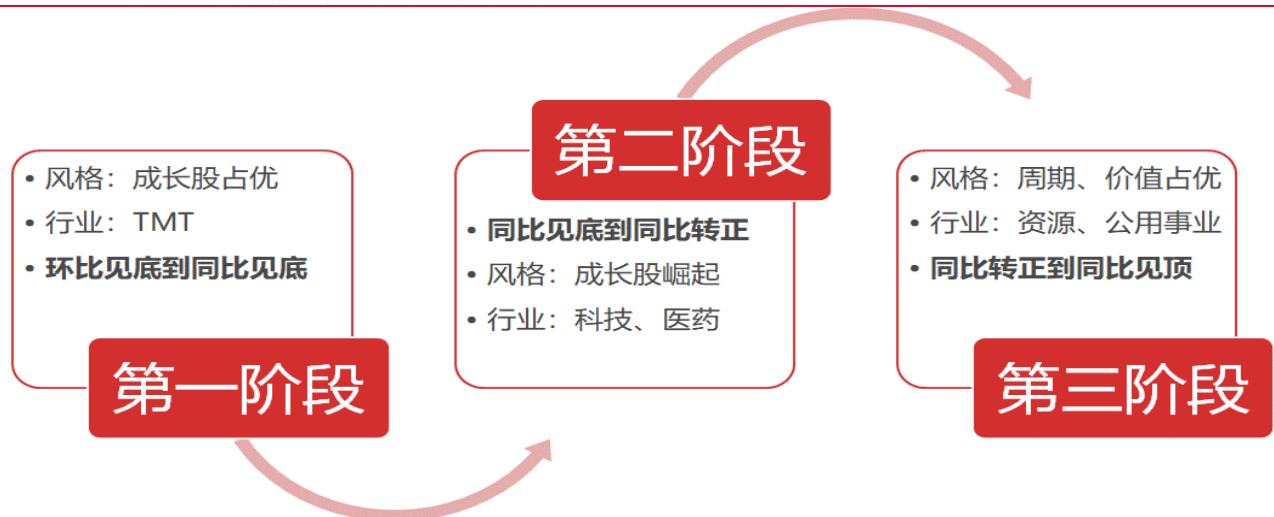 • 风格：成长股占优
• 行业：TMT
• 环比见底到同比见底
第一阶段
第二阶段
• 同比见底到同比转正
• 风格：成长股崛起
• 行业：科技、医药
• 风格：周期、价值占优
• 行业：资源、公用事业
• 同比转正到同比见顶
第三阶段